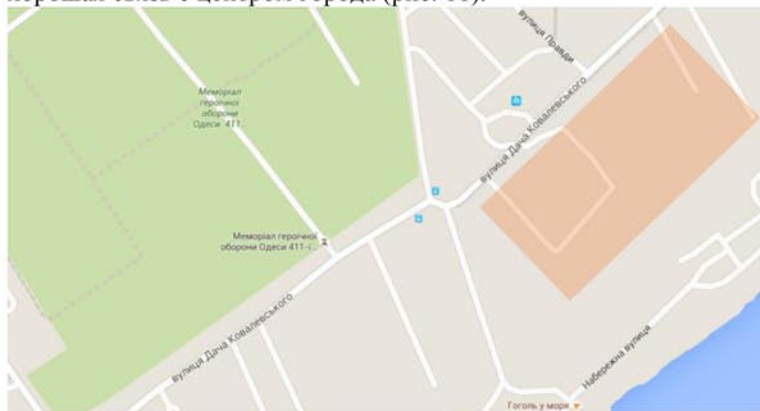 хорошая связь с центром города (рис. 11).
вулиця Правди
Меморіал
героїчної
оборони
Одеси 411...
вулиця Дача Ковалевського
Меморіал героїчної
оборони Одеси 411-ї...
вулиця Дача Ковалевського
Набережна вулиця
Гоголь у моря